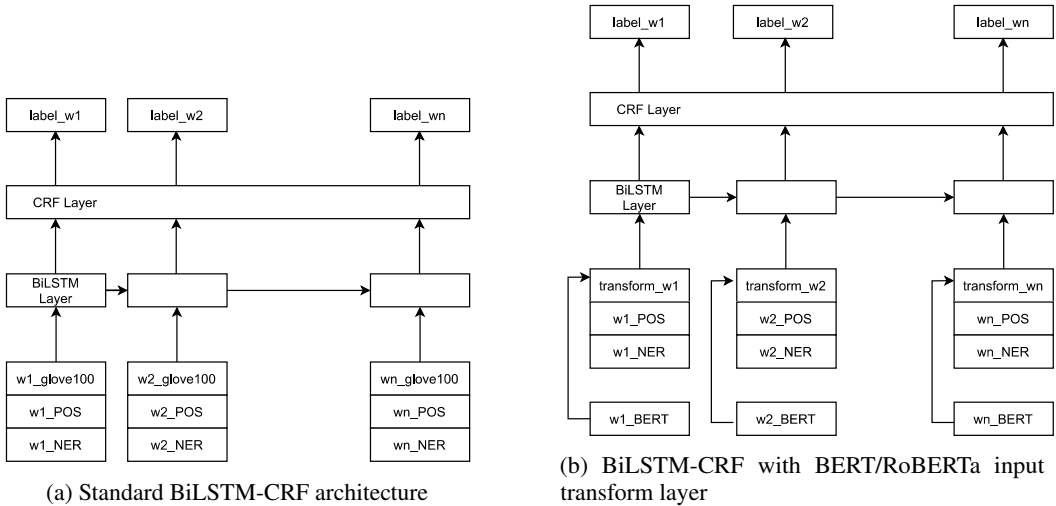 label_w1 label_w2 label_wn
CRF Layer
BiLSTM
Layer
w1_glove100 w2_glove100 wn_glove100
w1_POS w2_POS wn_POS
w1_NER w2_NER wn_NER
(a) Standard BiLSTM-CRF architecture
label_w1 label_w2 label_wn
CRF Layer
BiLSTM
Layer
transform_w1 transform_w2 transform_wn
w1_POS w2_POS wn_POS
w1_NER w2_NER wn_NER
w1_BERT w2_BERT wn_BERT
(b) BiLSTM-CRF with BERT/RoBERTa input
transform layer